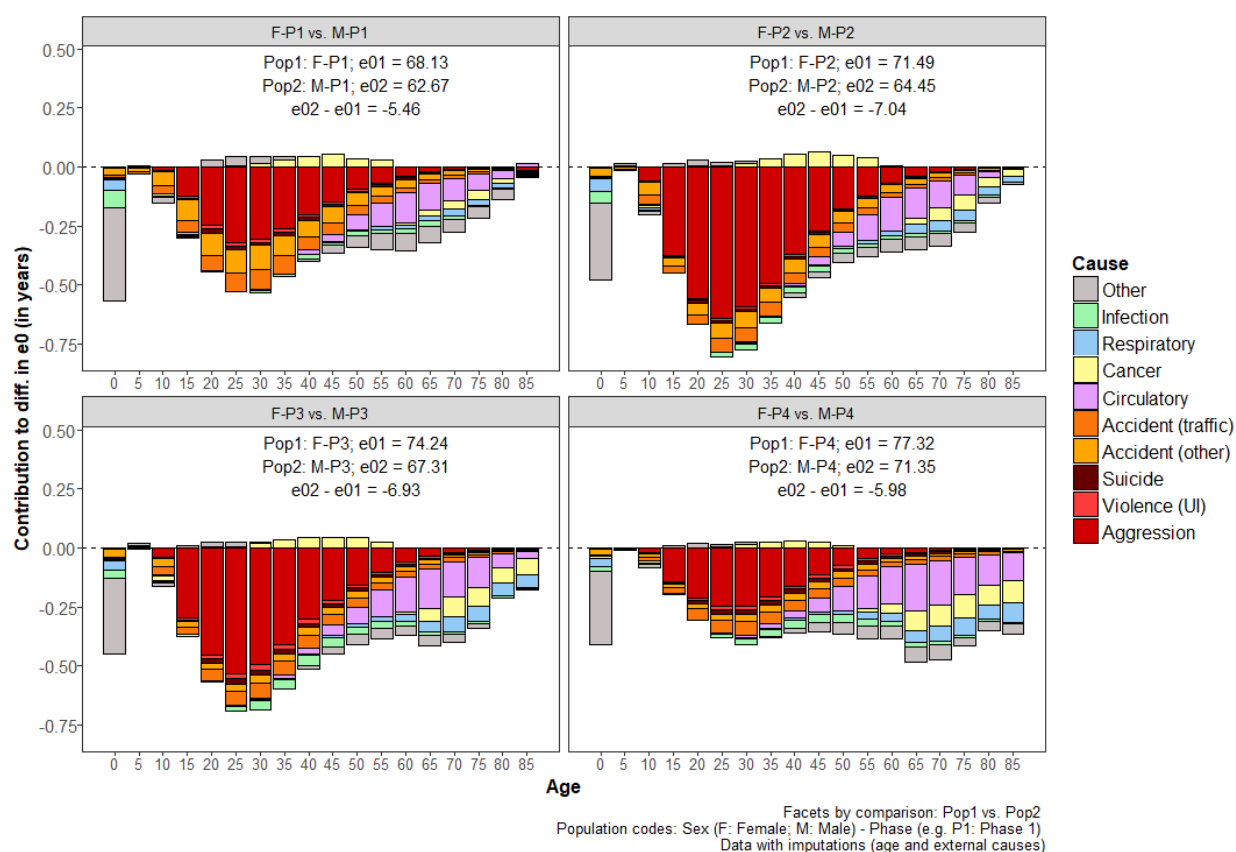 F-P1 vs. M-P1
F-P2 vs. M-P2
0.50
0.25
0.00
-0.25
-0.50
-0.75
Pop1: F-P1; e01 = 68.13
Pop2: M-P1; e02 = 62.67
e02 - e01 = -5.46
Pop1: F-P2; e01 = 71.49
Pop2: M-P2; e02 = 64.45
e02 - e01 = -7.04
0 5 10 15 20 25 30 35 40 45 50 55 60 65 70 75 80 85
0 5 10 15 20 25 30 35 40 45 50 55 60 65 70 75 80 85
F-P3 vs. M-P3
F-P4 vs. M-P4
0.50
0.25
0.00
-0.25
-0.50
-0.75
Pop1: F-P3; e01 = 74.24
Pop2: M-P3; e02 = 67.31
e02 - e01 = -6.93
Pop1: F-P4; e01 = 77.32
Pop2: M-P4; e02 = 71.35
e02 - e01 = -5.98
0 5 10 15 20 25 30 35 40 45 50 55 60 65 70 75 80 85
0 5 10 15 20 25 30 35 40 45 50 55 60 65 70 75 80 85
Contribution to diff. in e0 (in years)
Age
Cause
Other
Infection
Respiratory
Cancer
Circulatory
Accident (traffic)
Accident (other)
Suicide
Violence (UI)
Aggression
Facets by comparison: Pop1 vs. Pop2
Population codes: Sex (F: Female; M: Male) - Phase (e.g. P1: Phase 1)
Data with imputations (age and external causes)